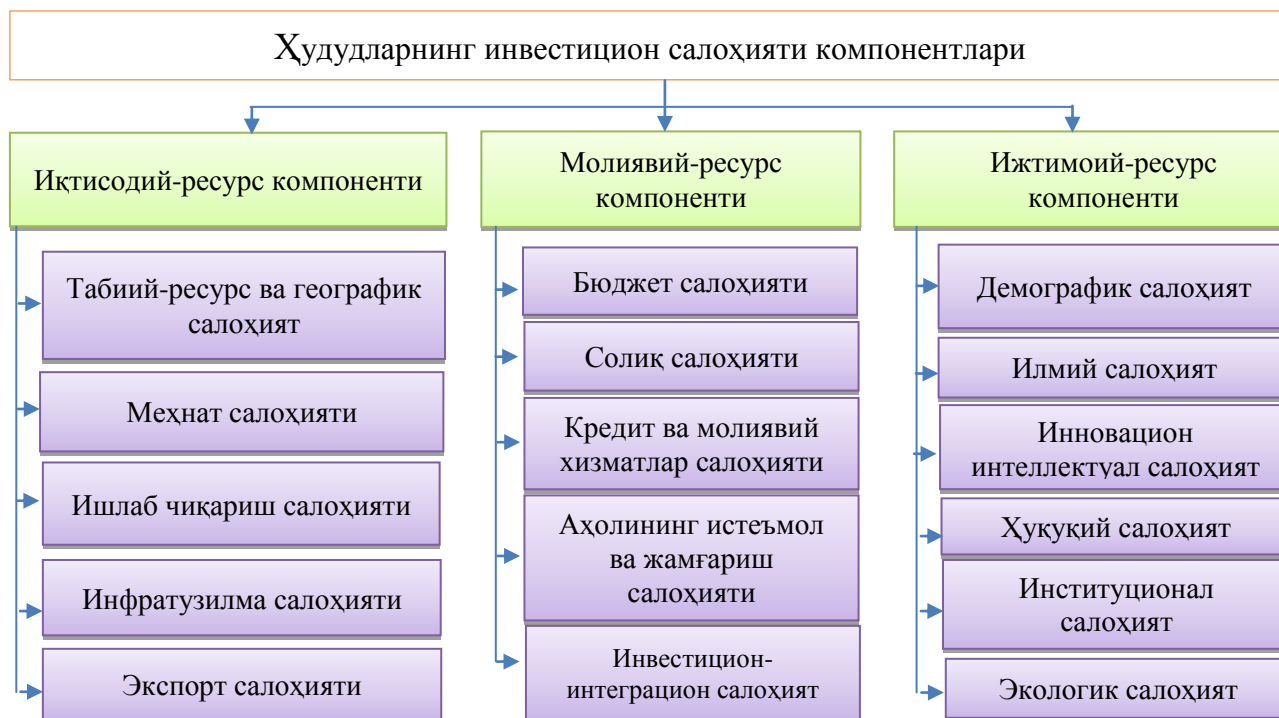 Ҳудудларнинг инвестицион салоҳияти компонентлари
Иқтисодий-ресурс компоненти
Табиий-ресурс ва географик
салоҳият
Меҳнат салоҳияти
Ишлаб чиқариш салоҳияти
Инфратузилма салоҳияти
Экспорт салоҳияти
Молиявий-ресурс
компоненти
Бюджет салоҳияти
Солиқ салоҳияти
Кредит ва молиявий
хизматлар салоҳияти
Аҳолининг истеъмол
ва жамғариш
салоҳияти
Инвестицион-
интеграцион салоҳият
Ижтимоий-ресурс
компоненти
Демографик салоҳият
Илмий салоҳият
Инновацион
интеллектуал салоҳият
Ҳуқуқий салоҳият
Институционал
салоҳият
Экологик салоҳият